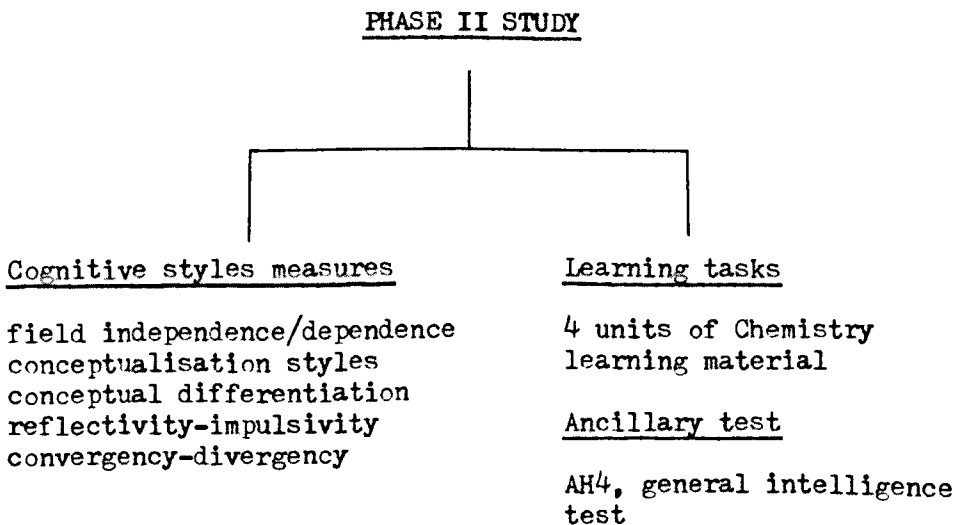 PHASE II STUDY
Cognitive styles measures
field independence/dependence
conceptualisation styles
conceptual differentiation
reflectivity-impulsivity
convergency-divergency
Learning tasks
4 units of Chemistry
learning material
Ancillary test
AH4, general intelligence
test